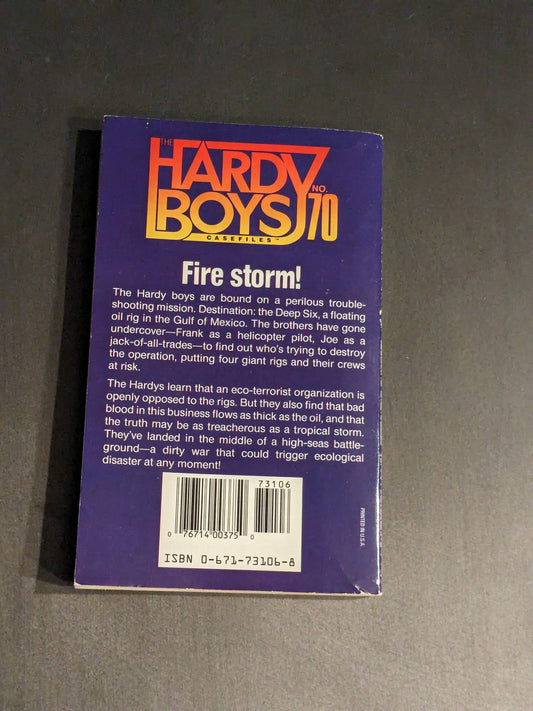 THE
HARDY
BOYS NO. 70
CASEFILES™
Fire storm!
The Hardy boys are bound on a perilous trouble-
shooting mission. Destination: the Deep Six, a floating
oil rig in the Gulf of Mexico. The brothers have gone
undercover—Frank as a helicopter pilot, Joe as a
jack-of-all-trades—to find out who's trying to destroy
the operation, putting four giant rigs and their crews
at risk.
The Hardys learn that an eco-terrorist organization is
openly opposed to the rigs. But they also find that bad
blood in this business flows as thick as the oil, and that
the truth may be as treacherous as a tropical storm.
They've landed in the middle of a high-seas battle-
ground—a dirty war that could trigger ecological
disaster at any moment!
73106
0 76714 00375 0
ISBN 0-671-73106-8
PRINTED IN U.S.A.